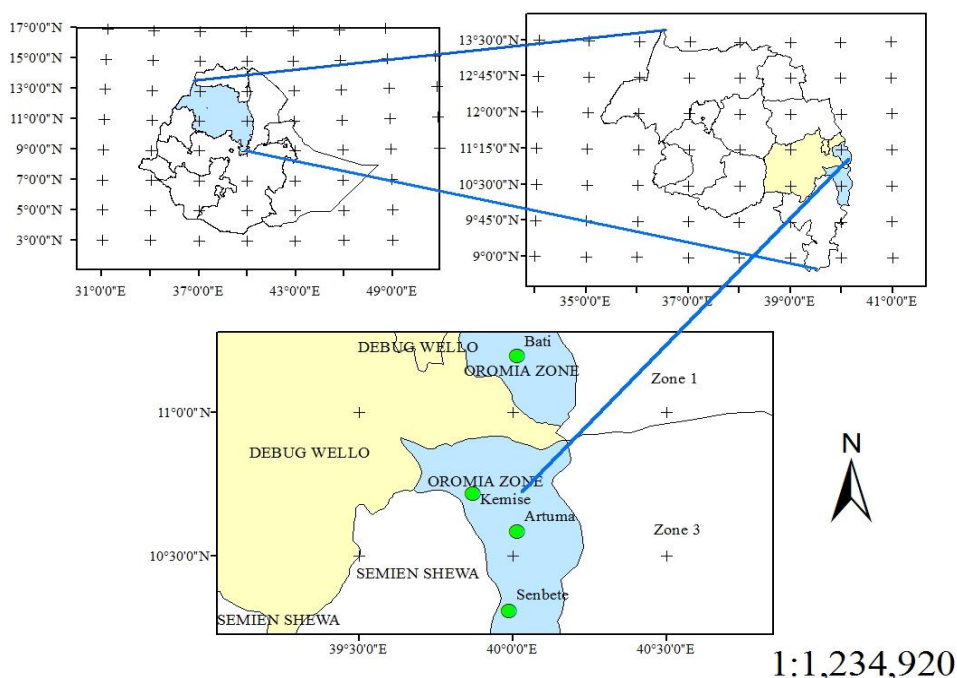 17°0'0"N
15°0'0"N
13°0'0"N
11°0'0"N
9°0'0"N
7°0'0"N
5°0'0"N
3°0'0"N
31°0'0"E 37°0'0"E 43°0'0"E 49°0'0"E
13°30'0"N
12°45'0"N
12°0'0"N
11°15'0"N
10°30'0"N
9°45'0"N
9°0'0"N
35°0'0"E 37°0'0"E 39°0'0"E 41°0'0"E
DEBUG WELLO
Bati
OROMIA ZONE
Zone 1
11°0'0"N
DEBUG WELLO
OROMIA ZONE
Kemise
Artuma
Zone 3
10°30'0"N
SEMIEN SHEWA
Senbete
SEMIEN SHEWA
39°30'0"E 40°0'0"E 40°30'0"E
N
1:1,234,920